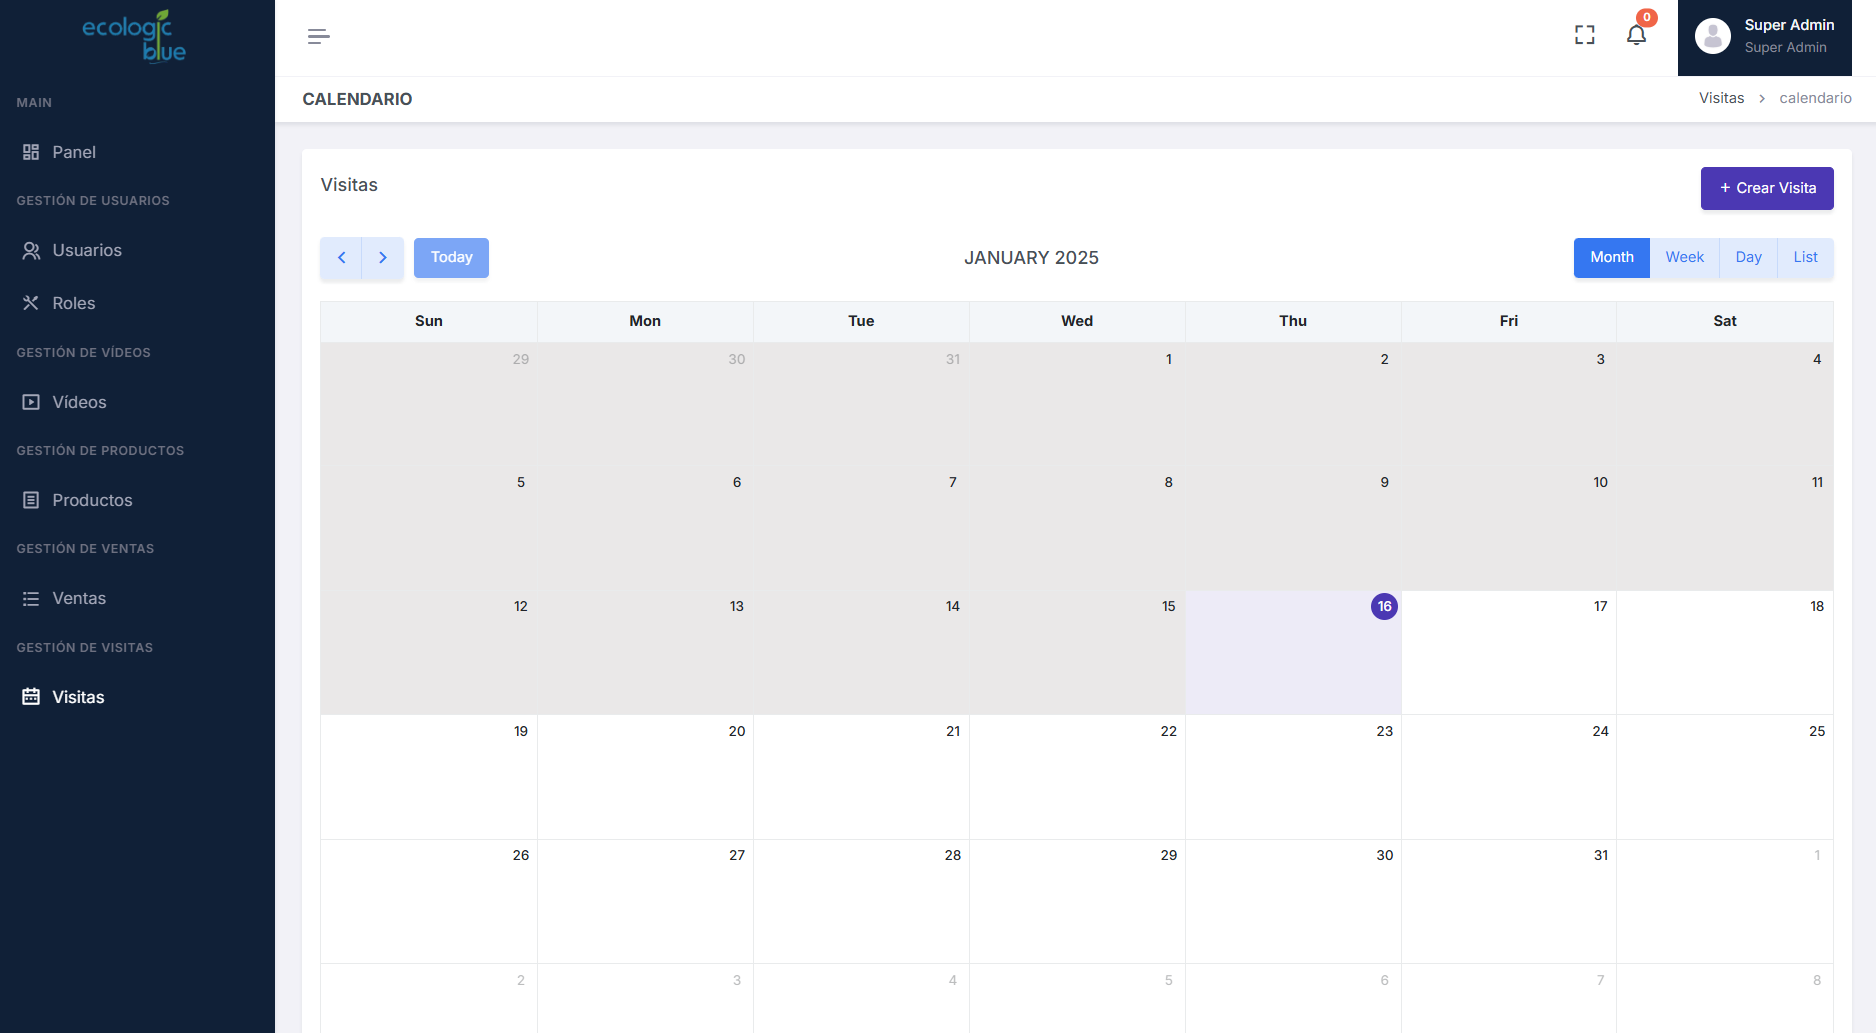 ecologic
blue
MAIN
Panel
GESTIÓN DE USUARIOS
Usuarios
Roles
GESTIÓN DE VÍDEOS
Vídeos
GESTIÓN DE PRODUCTOS
Productos
GESTIÓN DE VENTAS
Ventas
GESTIÓN DE VISITAS
Visitas
0
Super Admin
Super Admin
CALENDARIO
Visitas > calendario
Visitas
+ Crear Visita
< > Today
JANUARY 2025
Month Week Day List
Sun Mon Tue Wed Thu Fri Sat
29 30 31 1 2 3 4
5 6 7 8 9 10 11
12 13 14 15 16 17 18
19 20 21 22 23 24 25
26 27 28 29 30 31 1
2 3 4 5 6 7 8